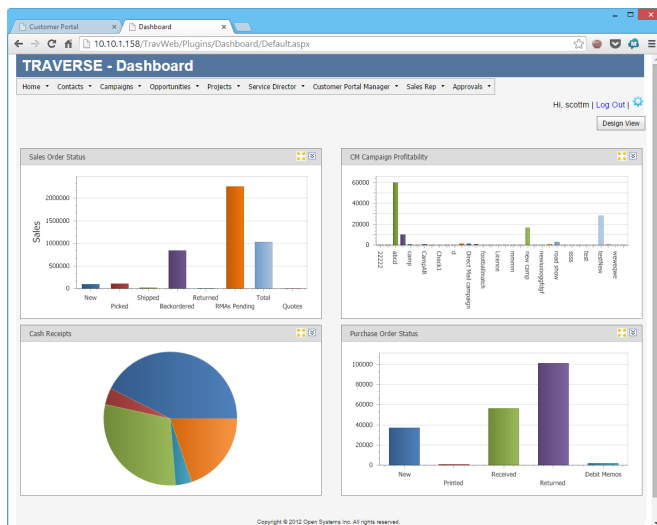 Customer Portal
Dashboard
10.10.1.158/TravWeb/Plugins/Dashboard/Default.aspx
TRAVERSE - Dashboard
Home Contacts Campaigns Opportunities Projects Service Director Customer Portal Manager Sales Rep Approvals
Hi, scottm | Log Out |
Design View
Sales Order Status
Sales
2000000
1500000
1000000
500000
0
New Shipped Returned Total
Picked Backordered RMAs Pending Quotes
CM Campaign Profitability
60000
40000
20000
0
22222
abcd
camp
CampAR
Check1
d
Direct Mail campaign
footballmatch
Licence
mmmm
new camp
road show
ssss
test
testNew
weweqwe
Cash Receipts
Purchase Order Status
100000
80000
60000
40000
20000
0
New Received Debit Memos
Printed Returned
Copyright © 2012 Open Systems Inc. All rights reserved.